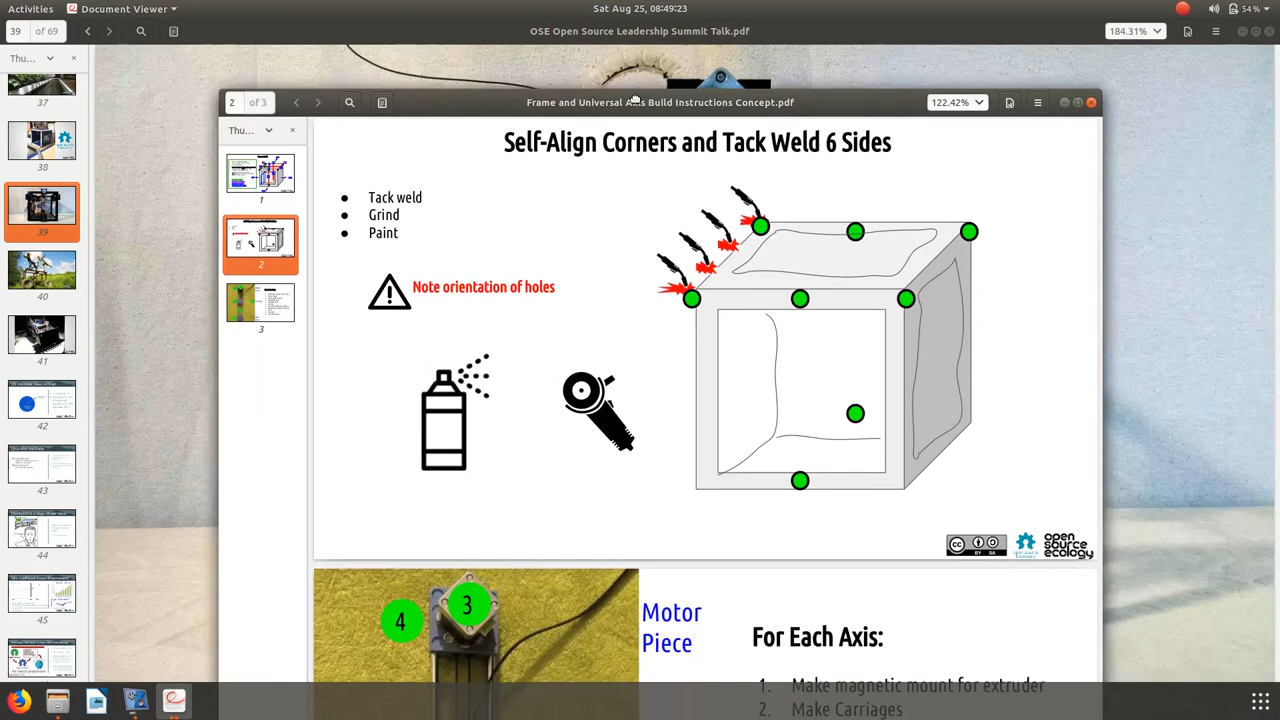 Activities
Document Viewer
Sat Aug 25, 08:49:23
54 %
39 of 69
OSE Open Source Leadership Summit Talk.pdf
184.31%
Thu...
37
38
39
40
41
42
43
44
45
2 of 3
Frame and Universal Axis Build Instructions Concept.pdf
122.42%
Thu...
1
2
3
Self-Align Corners and Tack Weld 6 Sides
● Tack weld
● Grind
● Paint
Note orientation of holes
cc BY SA
open source ecology
4
3
Motor
Piece
For Each Axis:
1. Make magnetic mount for extruder
2. Make Carriages